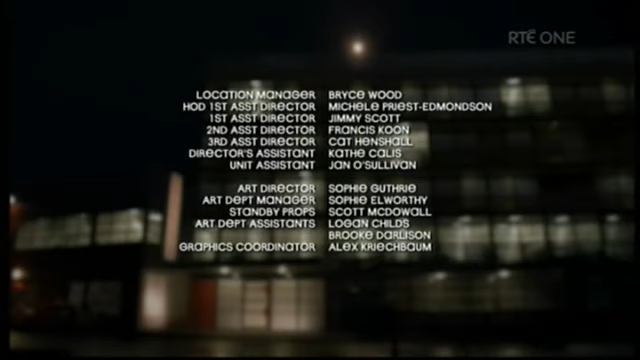 RTÉ ONE
LOCATION MANAGER BRYCE WOOD
HOD 1ST ASST DIRECTOR MICHELE PRIEST-EDMONDSON
1ST ASST DIRECTOR JIMMY SCOTT
2ND ASST DIRECTOR FRANCIS KOON
3RD ASST DIRECTOR CAT HENSHALL
DIRECTOR'S ASSISTANT KATHE CALIS
UNIT ASSISTANT JAN O'SULLIVAN
ART DIRECTOR SOPHIE GUTHRIE
ART DEPT MANAGER SOPHIE ELWORTHY
STANDBY PROPS SCOTT MCDOWALL
ART DEPT ASSISTANTS LOGAN CHILDS
BROOKE DARLISON
GRAPHICS COORDINATOR ALEX KRIECHBAUM